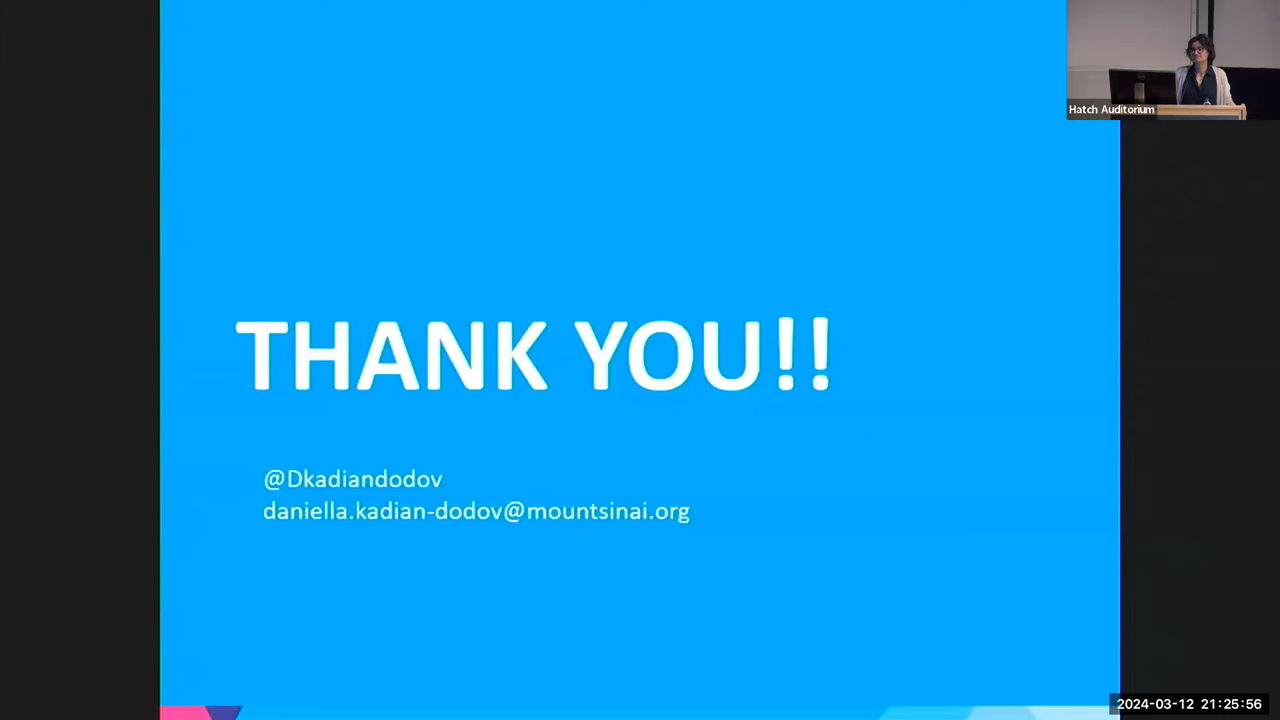 Hatch Auditorium
THANK YOU!!
@Dkadiandodov
daniella.kadian-dodov@mountsinai.org
2024-03-12 21:25:56